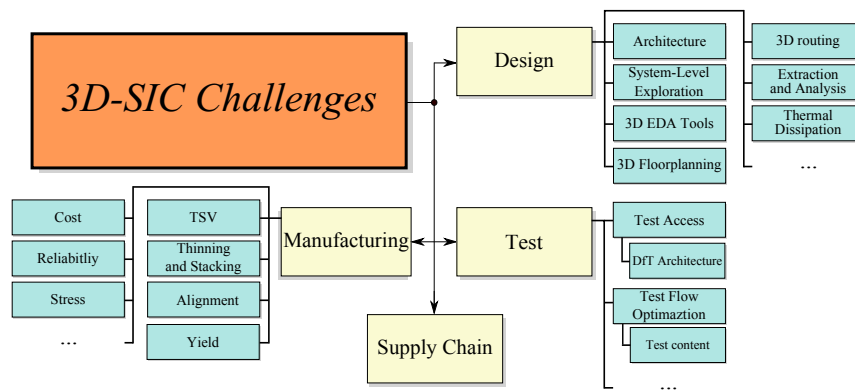 3D-SIC Challenges
Design
Architecture
System-Level
Exploration
3D EDA Tools
3D Floorplanning
3D routing
Extraction
and Analysis
Thermal
Dissipation
...
Cost
Reliabitliy
Stress
...
TSV
Thinning
and Stacking
Alignment
Yield
Manufacturing
Test
Test Access
DfT Architecture
Test Flow
Optimaztion
Test content
...
Supply Chain